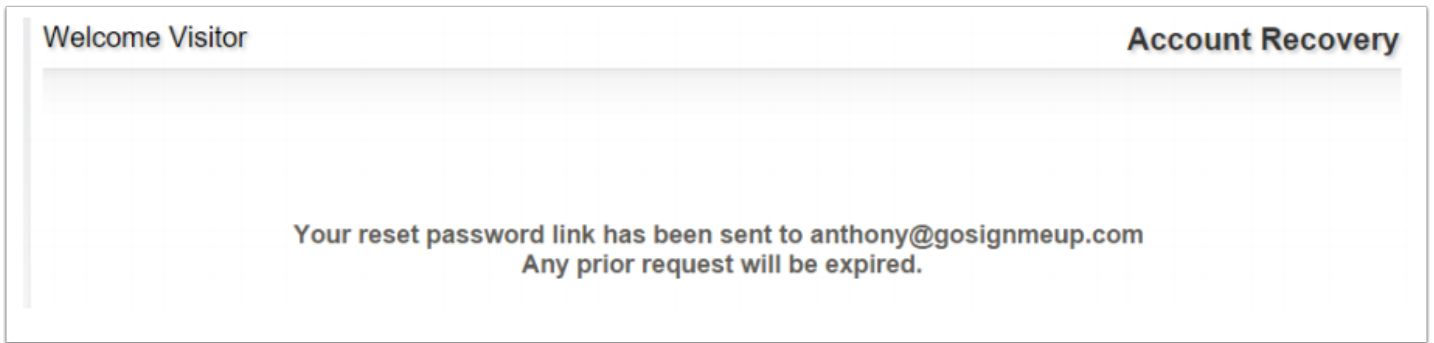 Welcome Visitor
Account Recovery
Your reset password link has been sent to anthony@gosignmeup.com
Any prior request will be expired.